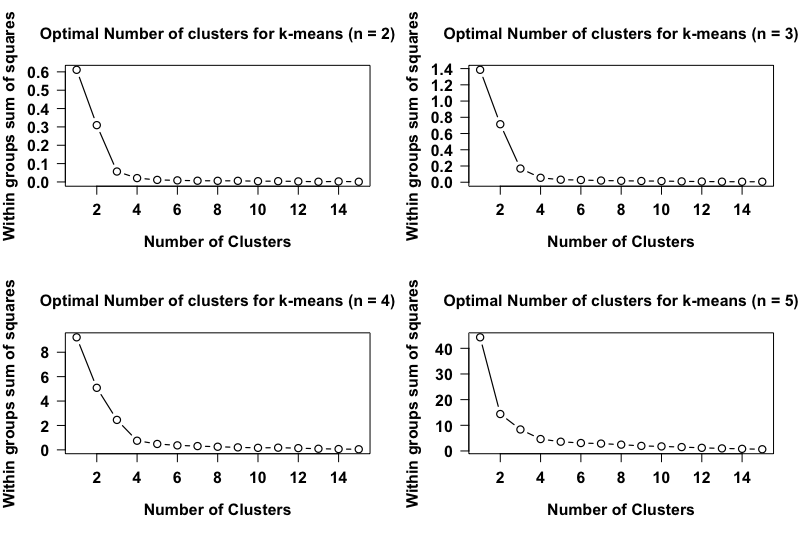 Optimal Number of clusters for k-means (n = 2)
Within groups sum of squares
0.6
0.5
0.4
0.3
0.2
0.1
0.0
2 4 6 8 10 12 14
Number of Clusters
Optimal Number of clusters for k-means (n = 3)
Within groups sum of squares
1.4
1.2
1.0
0.8
0.6
0.4
0.2
0.0
2 4 6 8 10 12 14
Number of Clusters
Optimal Number of clusters for k-means (n = 4)
Within groups sum of squares
8
6
4
2
0
2 4 6 8 10 12 14
Number of Clusters
Optimal Number of clusters for k-means (n = 5)
Within groups sum of squares
40
30
20
10
0
2 4 6 8 10 12 14
Number of Clusters